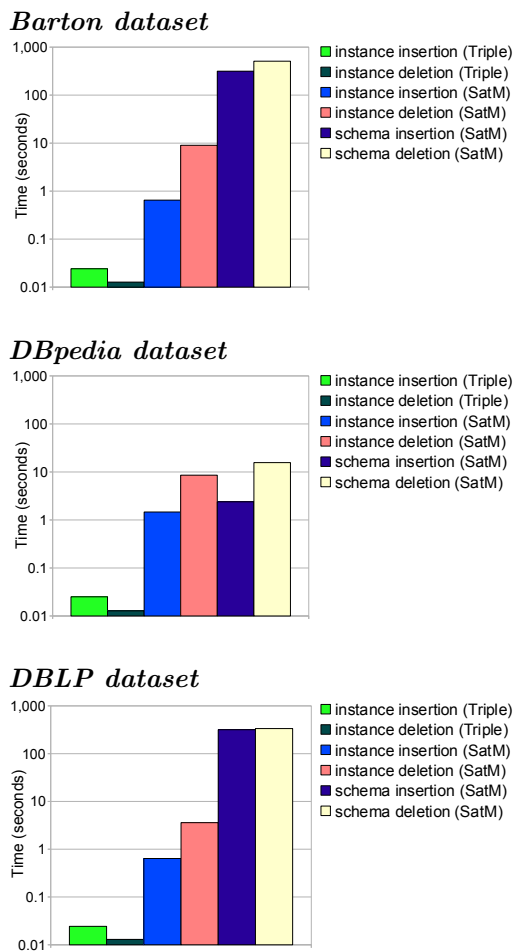 Barton dataset
1,000
100
10
1
0.1
0.01
Time (seconds)
instance insertion (Triple)
instance deletion (Triple)
instance insertion (SatM)
instance deletion (SatM)
schema insertion (SatM)
schema deletion (SatM)
DBpedia dataset
1,000
100
10
1
0.1
0.01
Time (seconds)
instance insertion (Triple)
instance deletion (Triple)
instance insertion (SatM)
instance deletion (SatM)
schema insertion (SatM)
schema deletion (SatM)
DBLP dataset
1,000
100
10
1
0.1
0.01
Time (seconds)
instance insertion (Triple)
instance deletion (Triple)
instance insertion (SatM)
instance deletion (SatM)
schema insertion (SatM)
schema deletion (SatM)